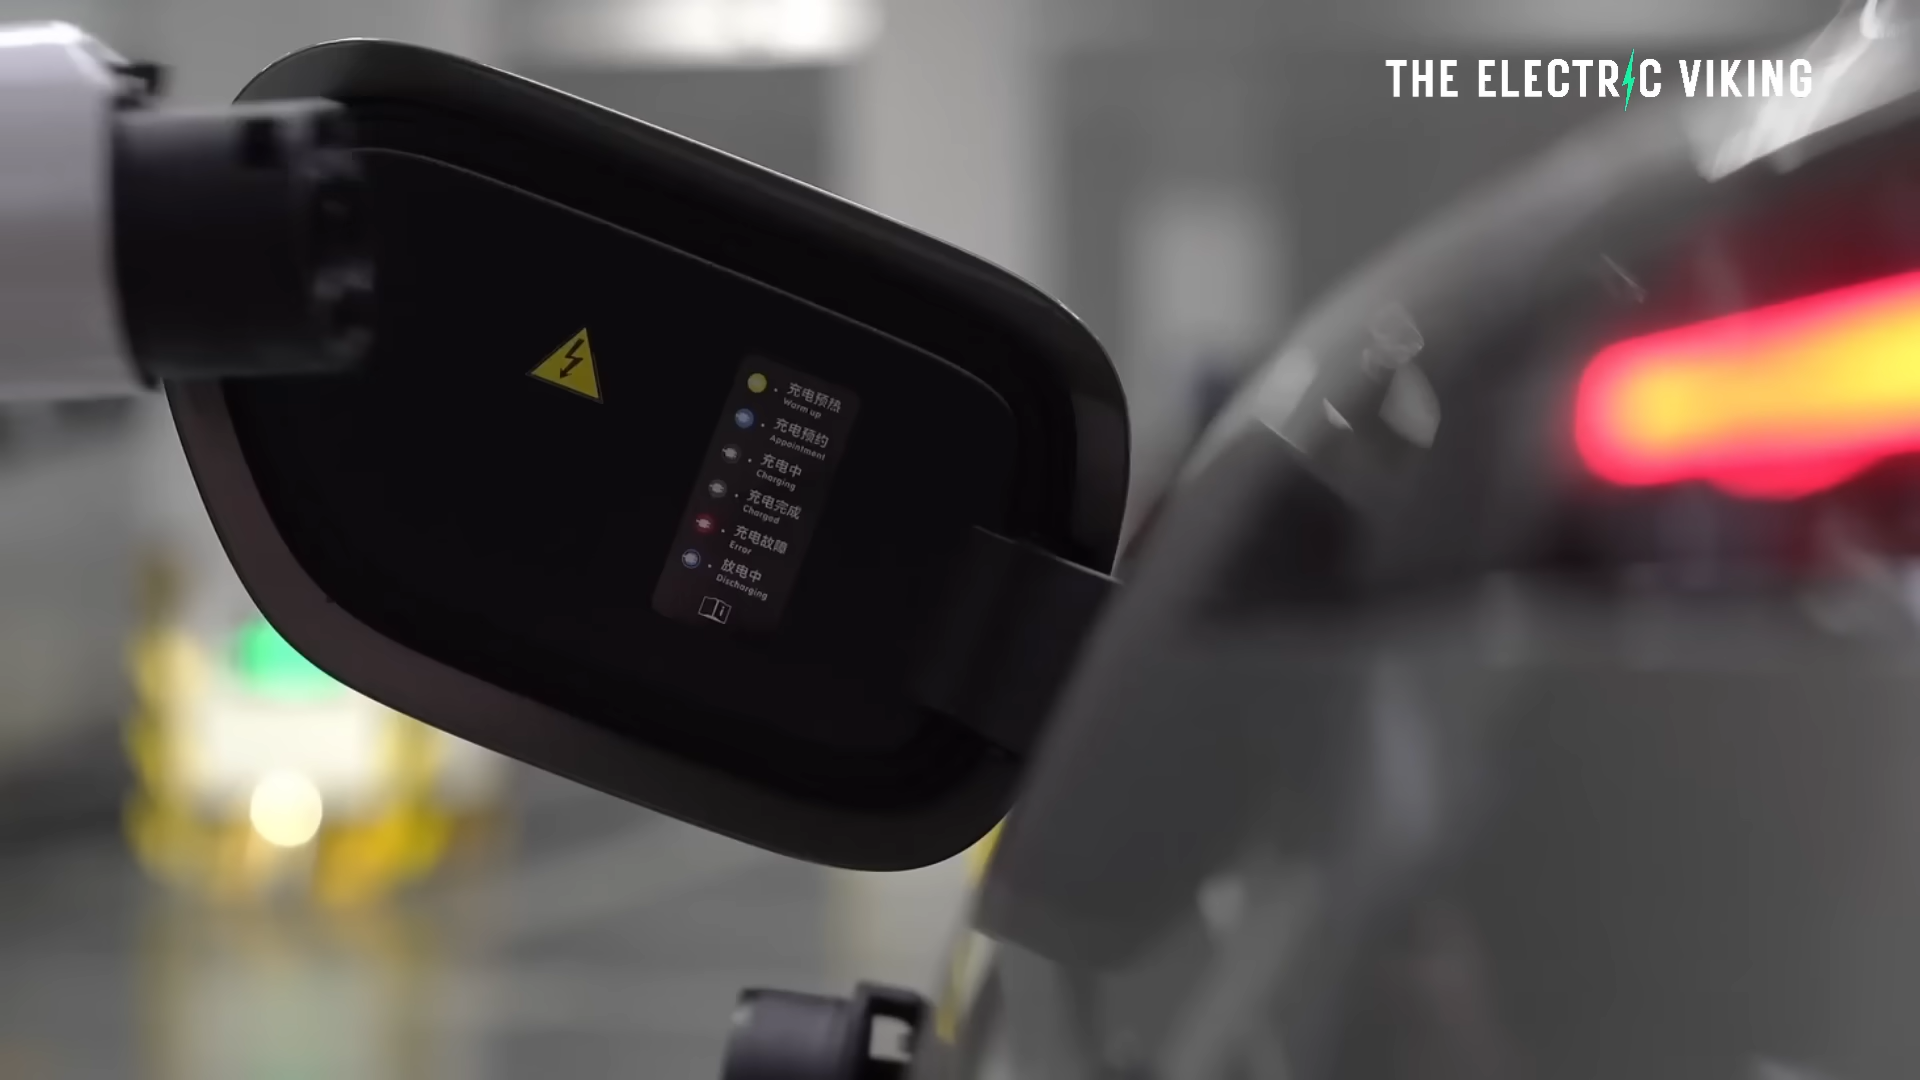 THE ELECTRIC VIKING
充电预热
Warm up
充电预约
Appointment
充电中
Charging
充电完成
Charged
充电故障
Error
放电中
Discharging